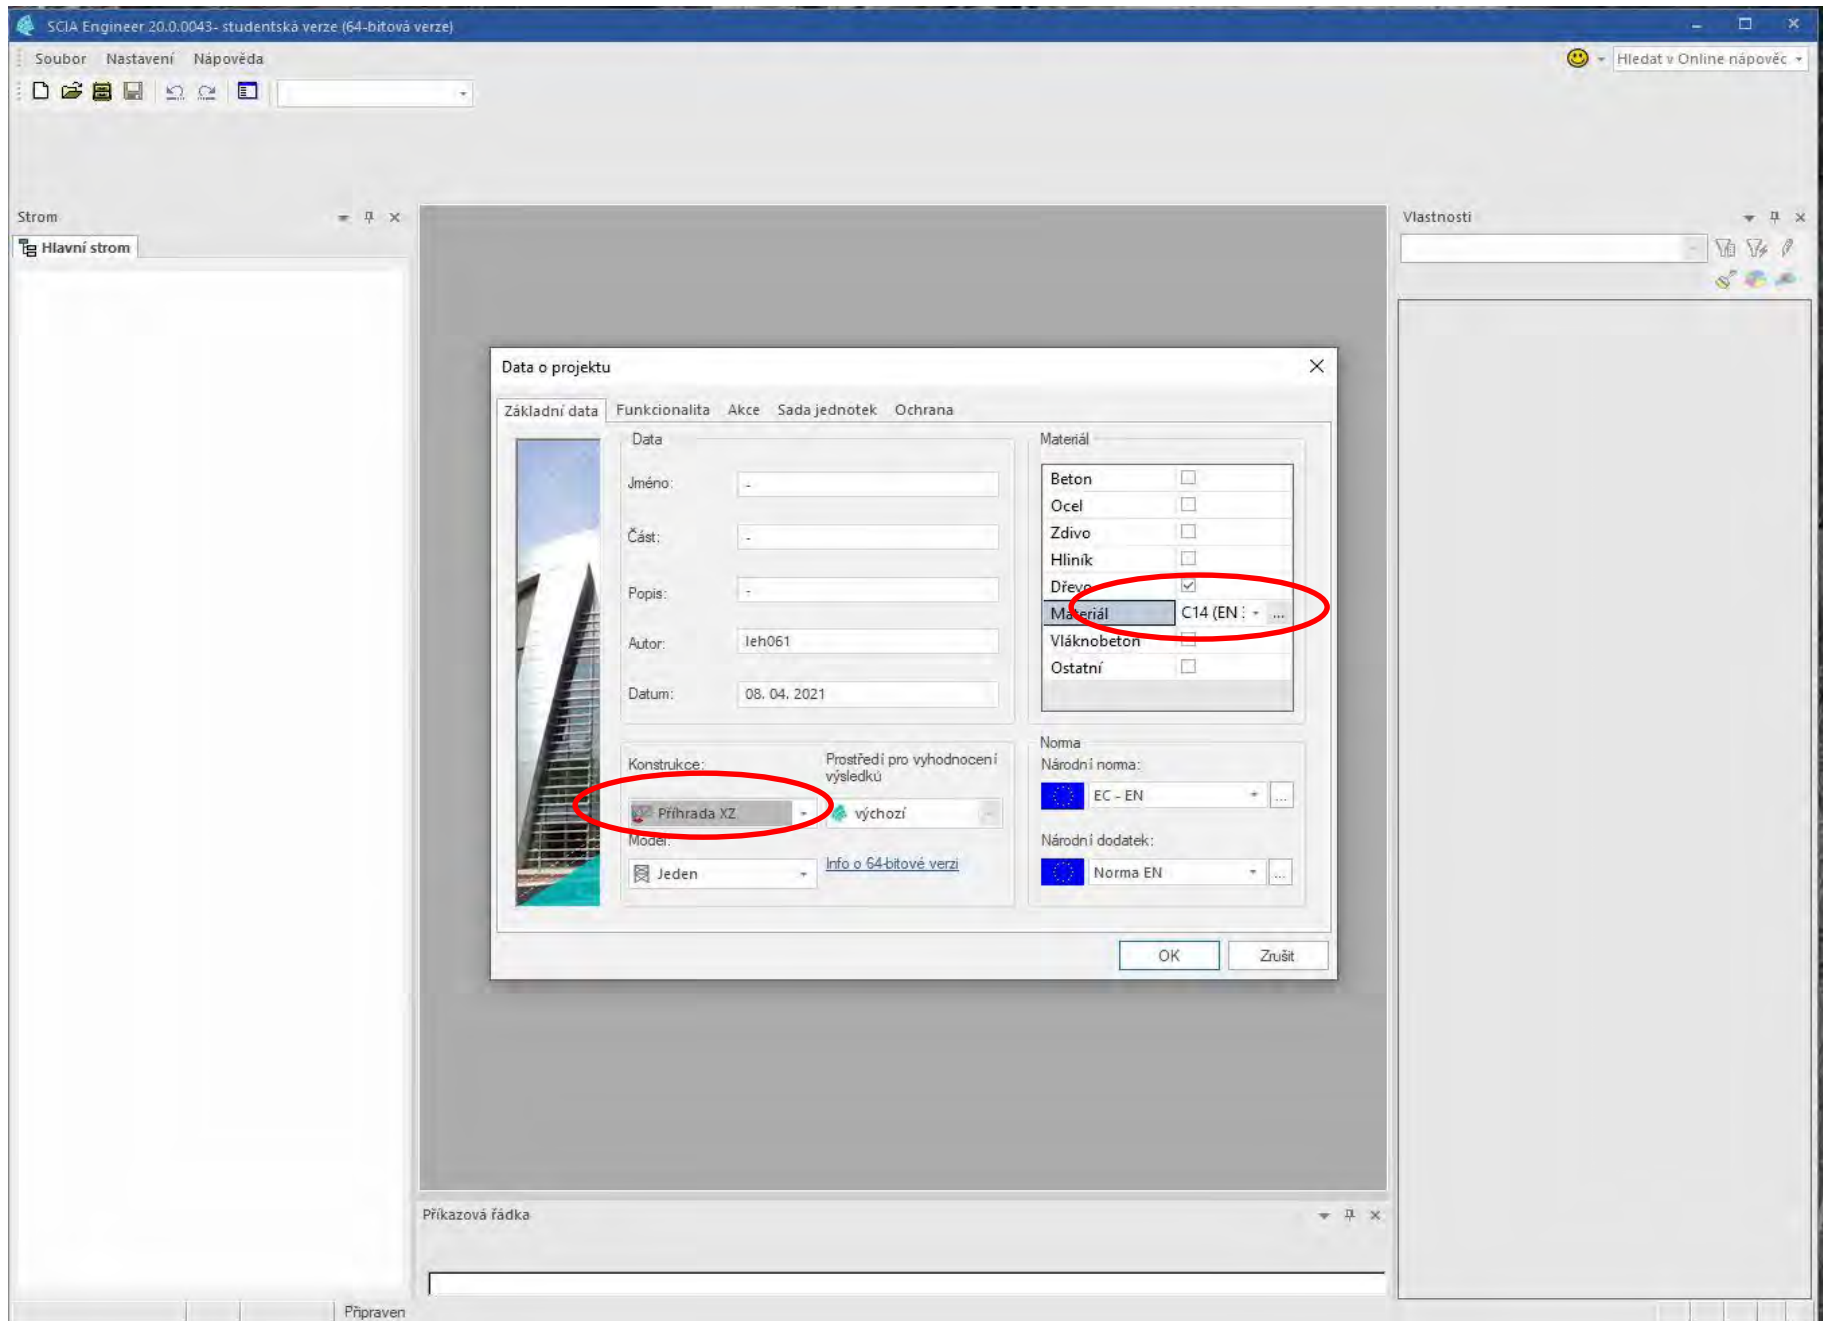 SCIA Engineer 20.0.0043- studentská verze (64-bitová verze)
Soubor Nastavení Nápověda
Hledat v Online nápověc
Strom
Hlavní strom
Vlastnosti
Data o projektu
Základní data Funkcionalita Akce Sada jednotek Ochrana
Data
Jméno: -
Část: -
Popis: -
Autor: leh061
Datum: 08. 04. 2021
Materiál
Beton
Ocel
Zdivo
Hliník
Dřevo
Materiál C14 (EN : ...
Vláknobeton
Ostatní
Konstrukce:
Příhrada XZ
Model:
Jeden
Prostředí pro vyhodnocení
výsledků
výchozí
Info o 64-bitové verzi
Norma
Národní norma:
EC - EN ...
Národní dodatek:
Norma EN ...
OK Zrušit
Příkazová řádka
Připraven